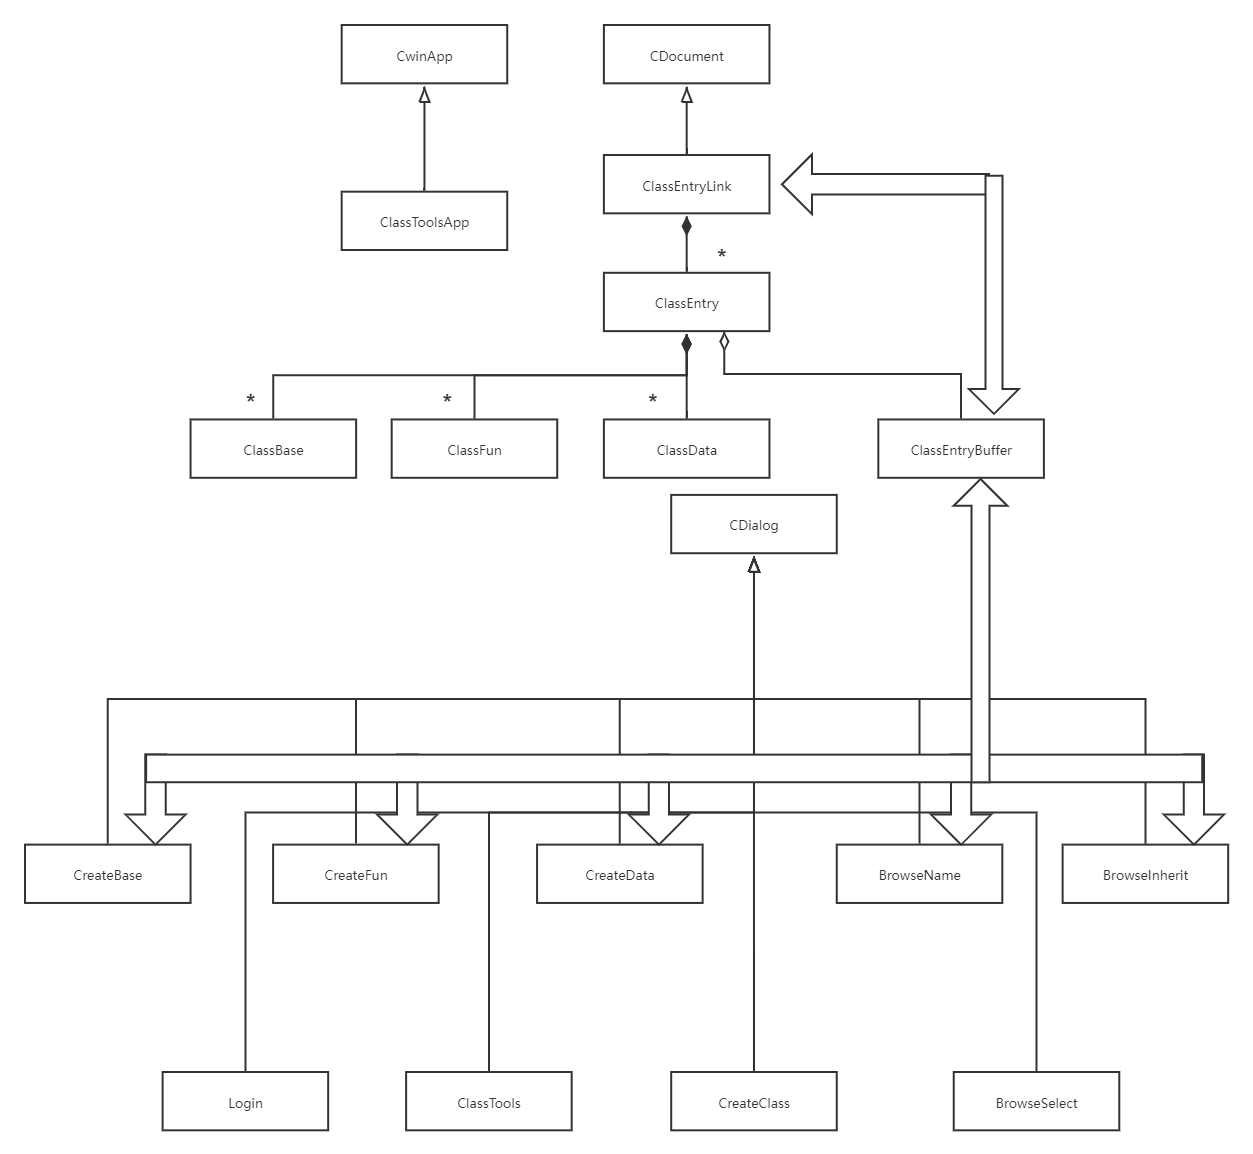 CwinApp
CDocument
ClassEntryLink
ClassToolsApp
*
ClassEntry
*
*
*
ClassBase
ClassFun
ClassData
ClassEntryBuffer
CDialog
CreateBase
CreateFun
CreateData
BrowseName
BrowseInherit
Login
ClassTools
CreateClass
BrowseSelect